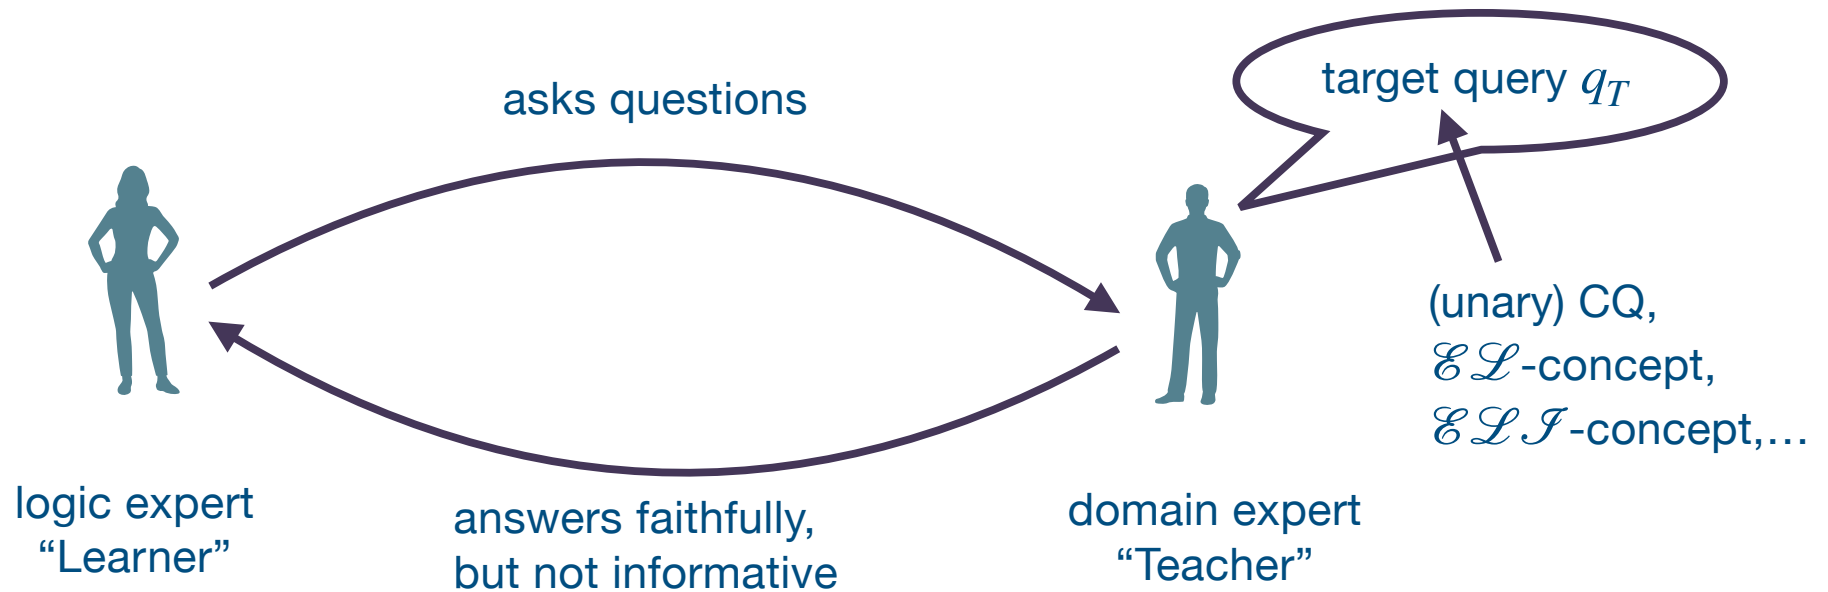 asks questions
target query q_T
(unary) CQ,
ℰℒ-concept,
ℰℒℐ-concept,…
logic expert
“Learner”
answers faithfully,
but not informative
domain expert
“Teacher”